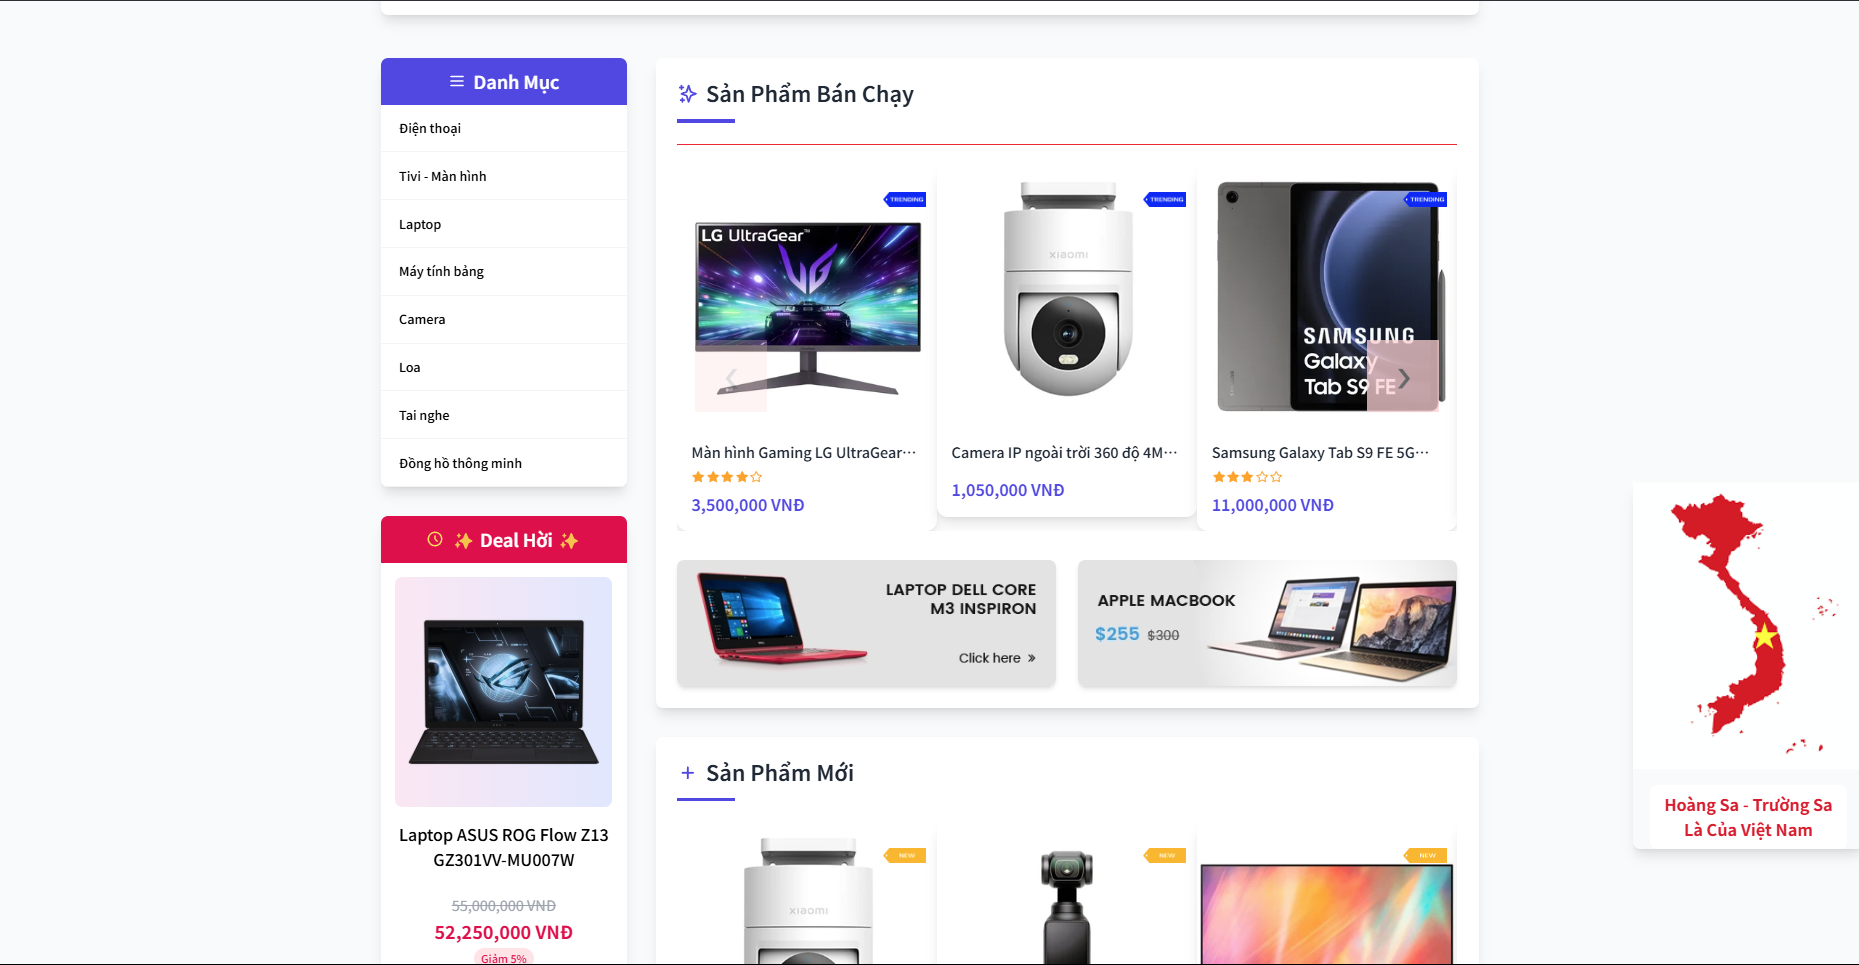 Danh Mục
Điện thoại
Tivi - Màn hình
Laptop
Máy tính bảng
Camera
Loa
Tai nghe
Đồng hồ thông minh
✨ Deal Hời ✨
Laptop ASUS ROG Flow Z13
GZ301VV-MU007W
55,000,000 VNĐ
52,250,000 VNĐ
Giảm 5%
Sản Phẩm Bán Chạy
TRENDING
LG UltraGear™
Màn hình Gaming LG UltraGear…
3,500,000 VNĐ
TRENDING
xiaomi
Camera IP ngoài trời 360 độ 4M…
1,050,000 VNĐ
TRENDING
SAMSUNG
Galaxy
Tab S9 FE
Samsung Galaxy Tab S9 FE 5G…
11,000,000 VNĐ
LAPTOP DELL CORE
M3 INSPIRON
Click here »
APPLE MACBOOK
$255 $300
Sản Phẩm Mới
NEW
xiaomi
NEW
NEW
Hoàng Sa - Trường Sa
Là Của Việt Nam